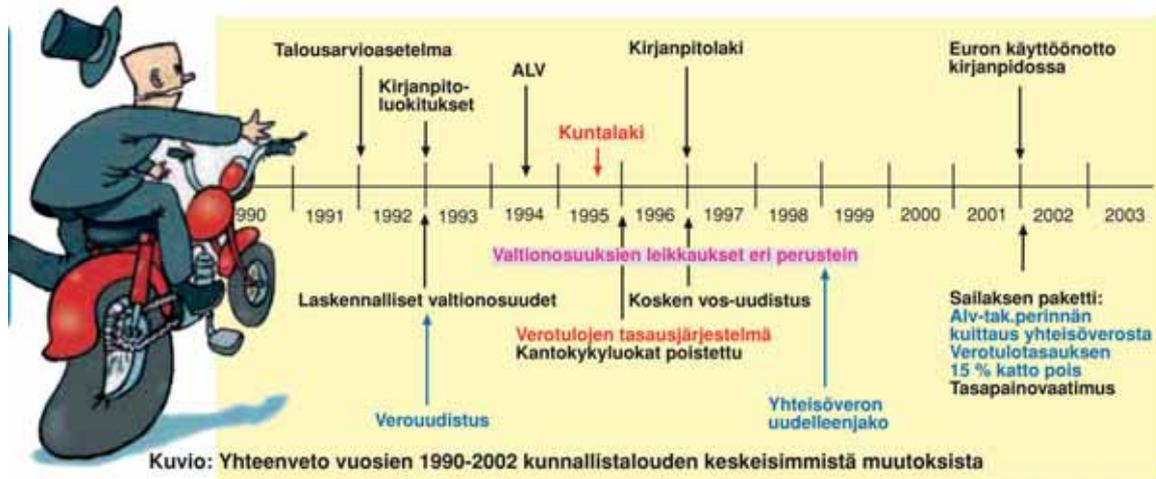 Talousarvioasetelma
Kirjanpito-
luokitukset
ALV
Kuntalaki
Kirjanpitolaki
Euron käyttöönotto
kirjanpidossa
1990 1991 1992 1993 1994 1995 1996 1997 1998 1999 2000 2001 2002 2003
Valtionosuuksien leikkaukset eri perustein
Laskennalliset valtionosuudet
Kosken vos-uudistus
Verotulojen tasausjärjestelmä
Kantokykyluokat poistettu
Verouudistus
Yhteisöveron
uudelleenjako
Sailaksen paketti:
Alv-tak.perinnän
kuittaus yhteisöverosta
Verotulotasauksen
15 % katto pois
Tasapainovaatimus
Kuvio: Yhteenveto vuosien 1990-2002 kunnallistalouden keskeisimmistä muutoksista